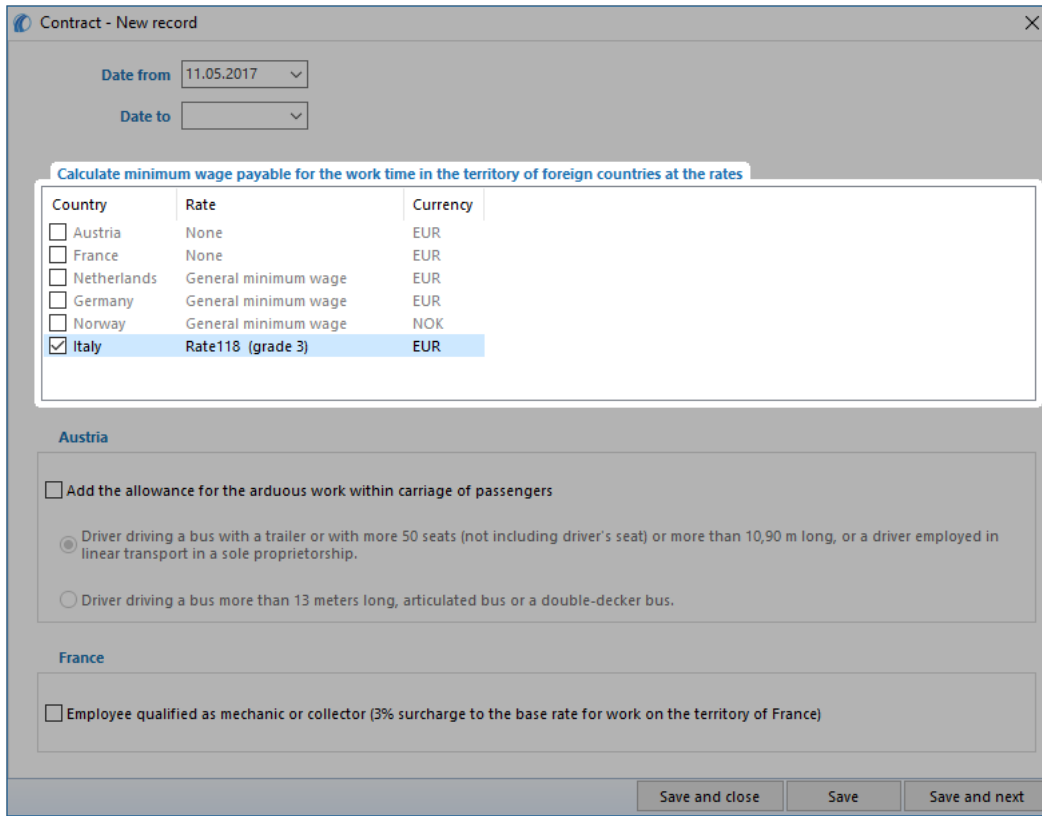 Contract - New record
Date from 11.05.2017
Date to
Calculate minimum wage payable for the work time in the territory of foreign countries at the rates
Country Rate Currency
Austria None EUR
France None EUR
Netherlands General minimum wage EUR
Germany General minimum wage EUR
Norway General minimum wage NOK
Italy Rate118 (grade 3) EUR
Austria
Add the allowance for the arduous work within carriage of passengers
Driver driving a bus with a trailer or with more 50 seats (not including driver's seat) or more than 10,90 m long, or a driver employed in
linear transport in a sole proprietorship.
Driver driving a bus more than 13 meters long, articulated bus or a double-decker bus.
France
Employee qualified as mechanic or collector (3% surcharge to the base rate for work on the territory of France)
Save and close Save Save and next